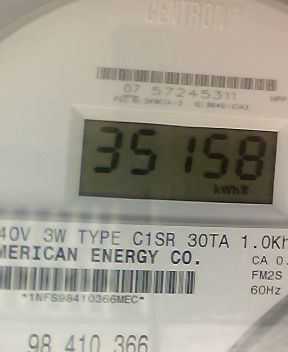 CENTRON®
07 57245311
35158
kWh
40V 3W TYPE C1SR 30TA 1.0Kh
MERICAN ENERGY CO.
CA 0.
FM2S
*1NFS98410366MEC*
60Hz
98 410 366